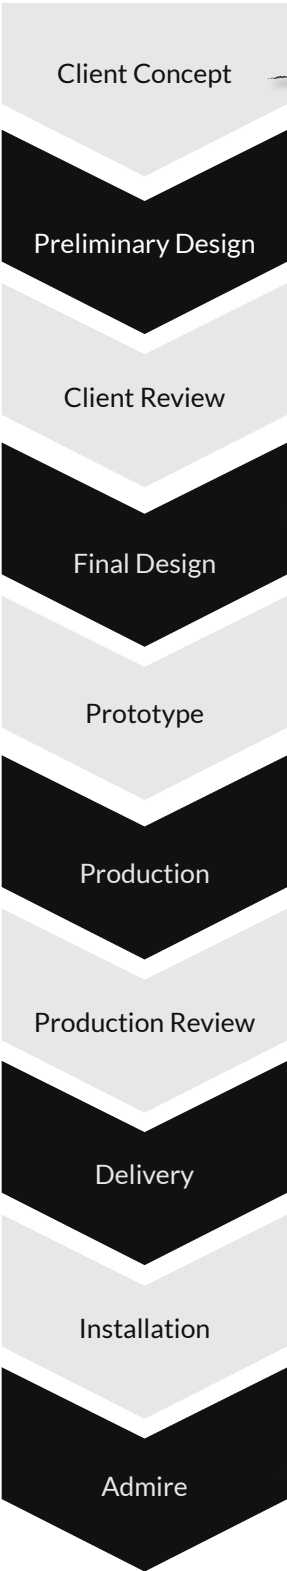 Client Concept
Preliminary Design
Client Review
Final Design
Prototype
Production
Production Review
Delivery
Installation
Admire